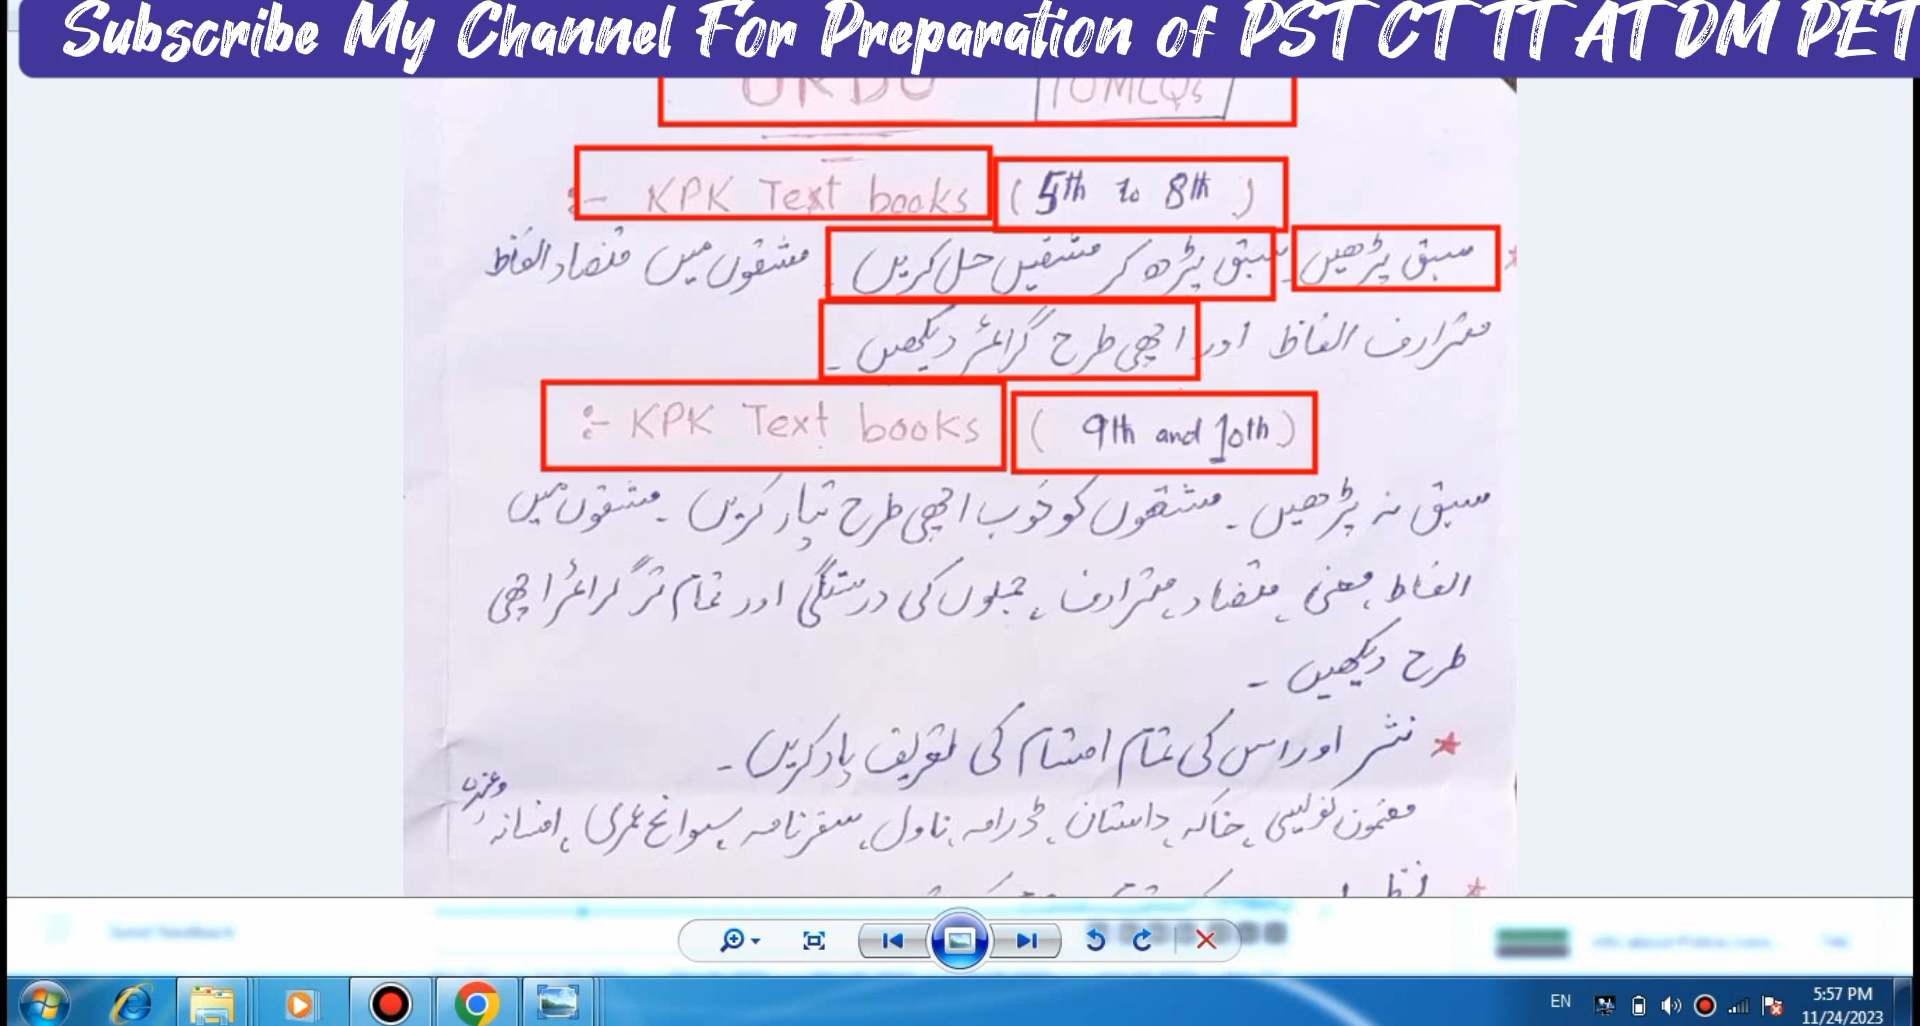 Subscribe My Channel For Preparation of PST CT TT AT DM PET
URDU 10MCQs
:- KPK Text books (5th to 8th)
* سبق پڑھیں۔ سبق پڑھ کر مشقیں حل کریں۔ مشقوں میں متضاد الفاظ
مترادف الفاظ اور اچھی طرح گرائمر دیکھیں۔
:- KPK Text books (9th and 10th)
سبق نہ پڑھیں۔ مشقوں کو خوب اچھی طرح تیار کریں۔ مشقوں میں
الفاظ، معنی، متضاد، مترادف، جملوں کی درستگی اور تمام تر گرائمر اچھی
طرح دیکھیں۔
* نثر اور اس کی تمام اقسام کی تعریف یاد کریں۔
مضمون نویسی، خاکہ، داستان، ڈرامہ، ناول، سفرنامہ، سوانح عمری، افسانہ وغیرہ
EN
5:57 PM
11/24/2023